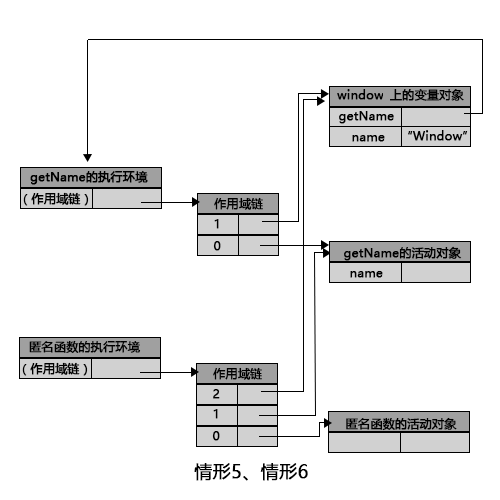 window 上的变量对象
getName
name "Window"
getName的执行环境
(作用域链)
作用域链
1
0
getName的活动对象
name
匿名函数的执行环境
(作用域链)
作用域链
2
1
0
匿名函数的活动对象
情形5、情形6